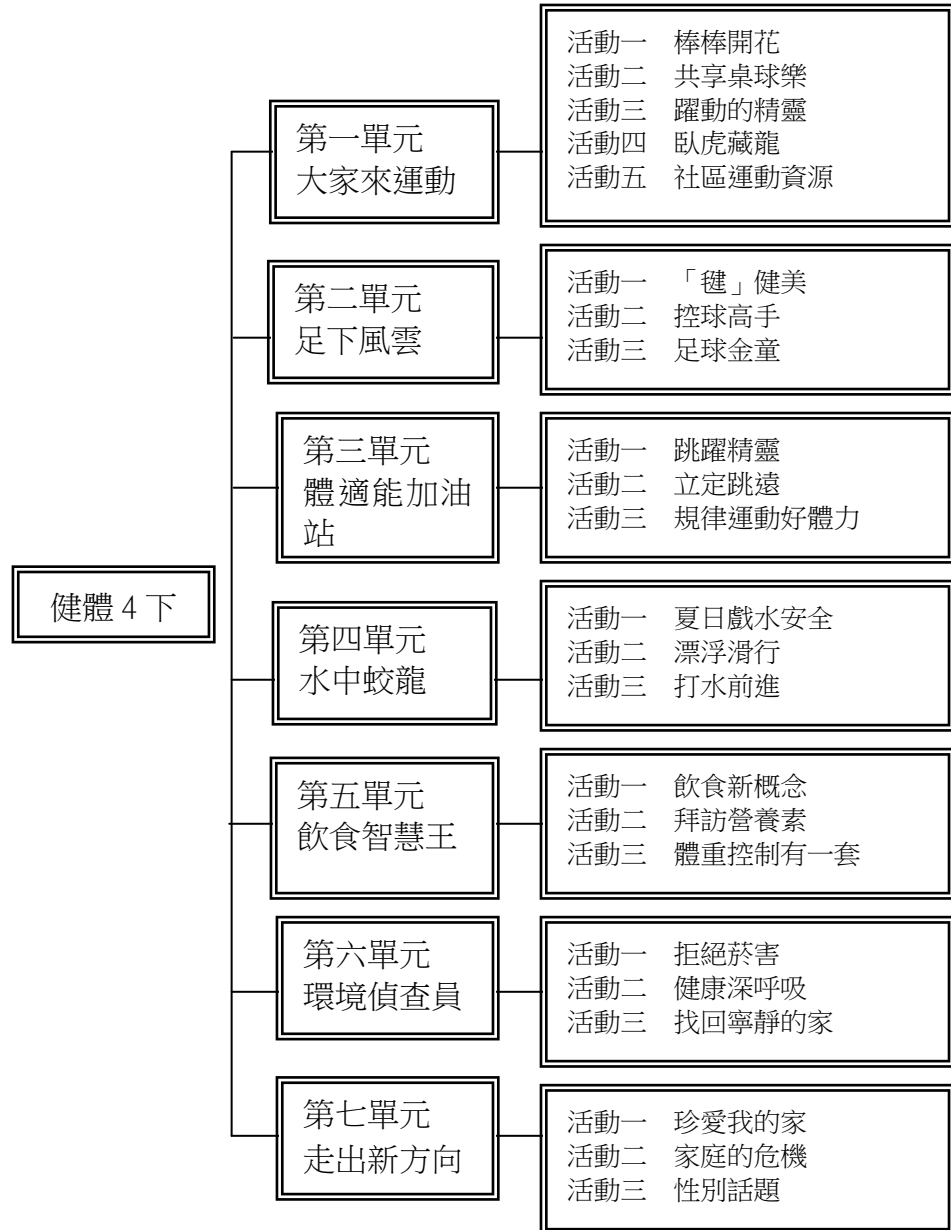 健體 4 下
第一單元
大家來運動
活動一 棒棒開花
活動二 共享桌球樂
活動三 躍動的精靈
活動四 臥虎藏龍
活動五 社區運動資源
第二單元
足下風雲
活動一 「毽」健美
活動二 控球高手
活動三 足球金童
第三單元
體適能加油
站
活動一 跳躍精靈
活動二 立定跳遠
活動三 規律運動好體力
第四單元
水中蛟龍
活動一 夏日戲水安全
活動二 漂浮滑行
活動三 打水前進
第五單元
飲食智慧王
活動一 飲食新概念
活動二 拜訪營養素
活動三 體重控制有一套
第六單元
環境偵查員
活動一 拒絕菸害
活動二 健康深呼吸
活動三 找回寧靜的家
第七單元
走出新方向
活動一 珍愛我的家
活動二 家庭的危機
活動三 性別話題